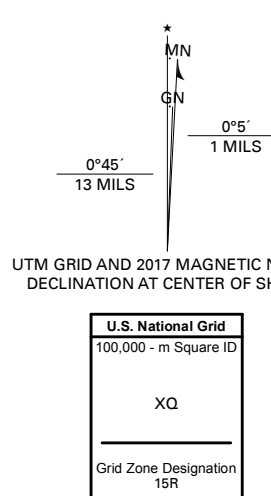 ★
MN
GN
0°5´
1 MILS
0°45´
13 MILS
UTM GRID AND 2017 MAGNETIC
DECLINATION AT CENTER OF
U.S. National Grid
100,000 - m Square ID
XQ
Grid Zone Designation
15R